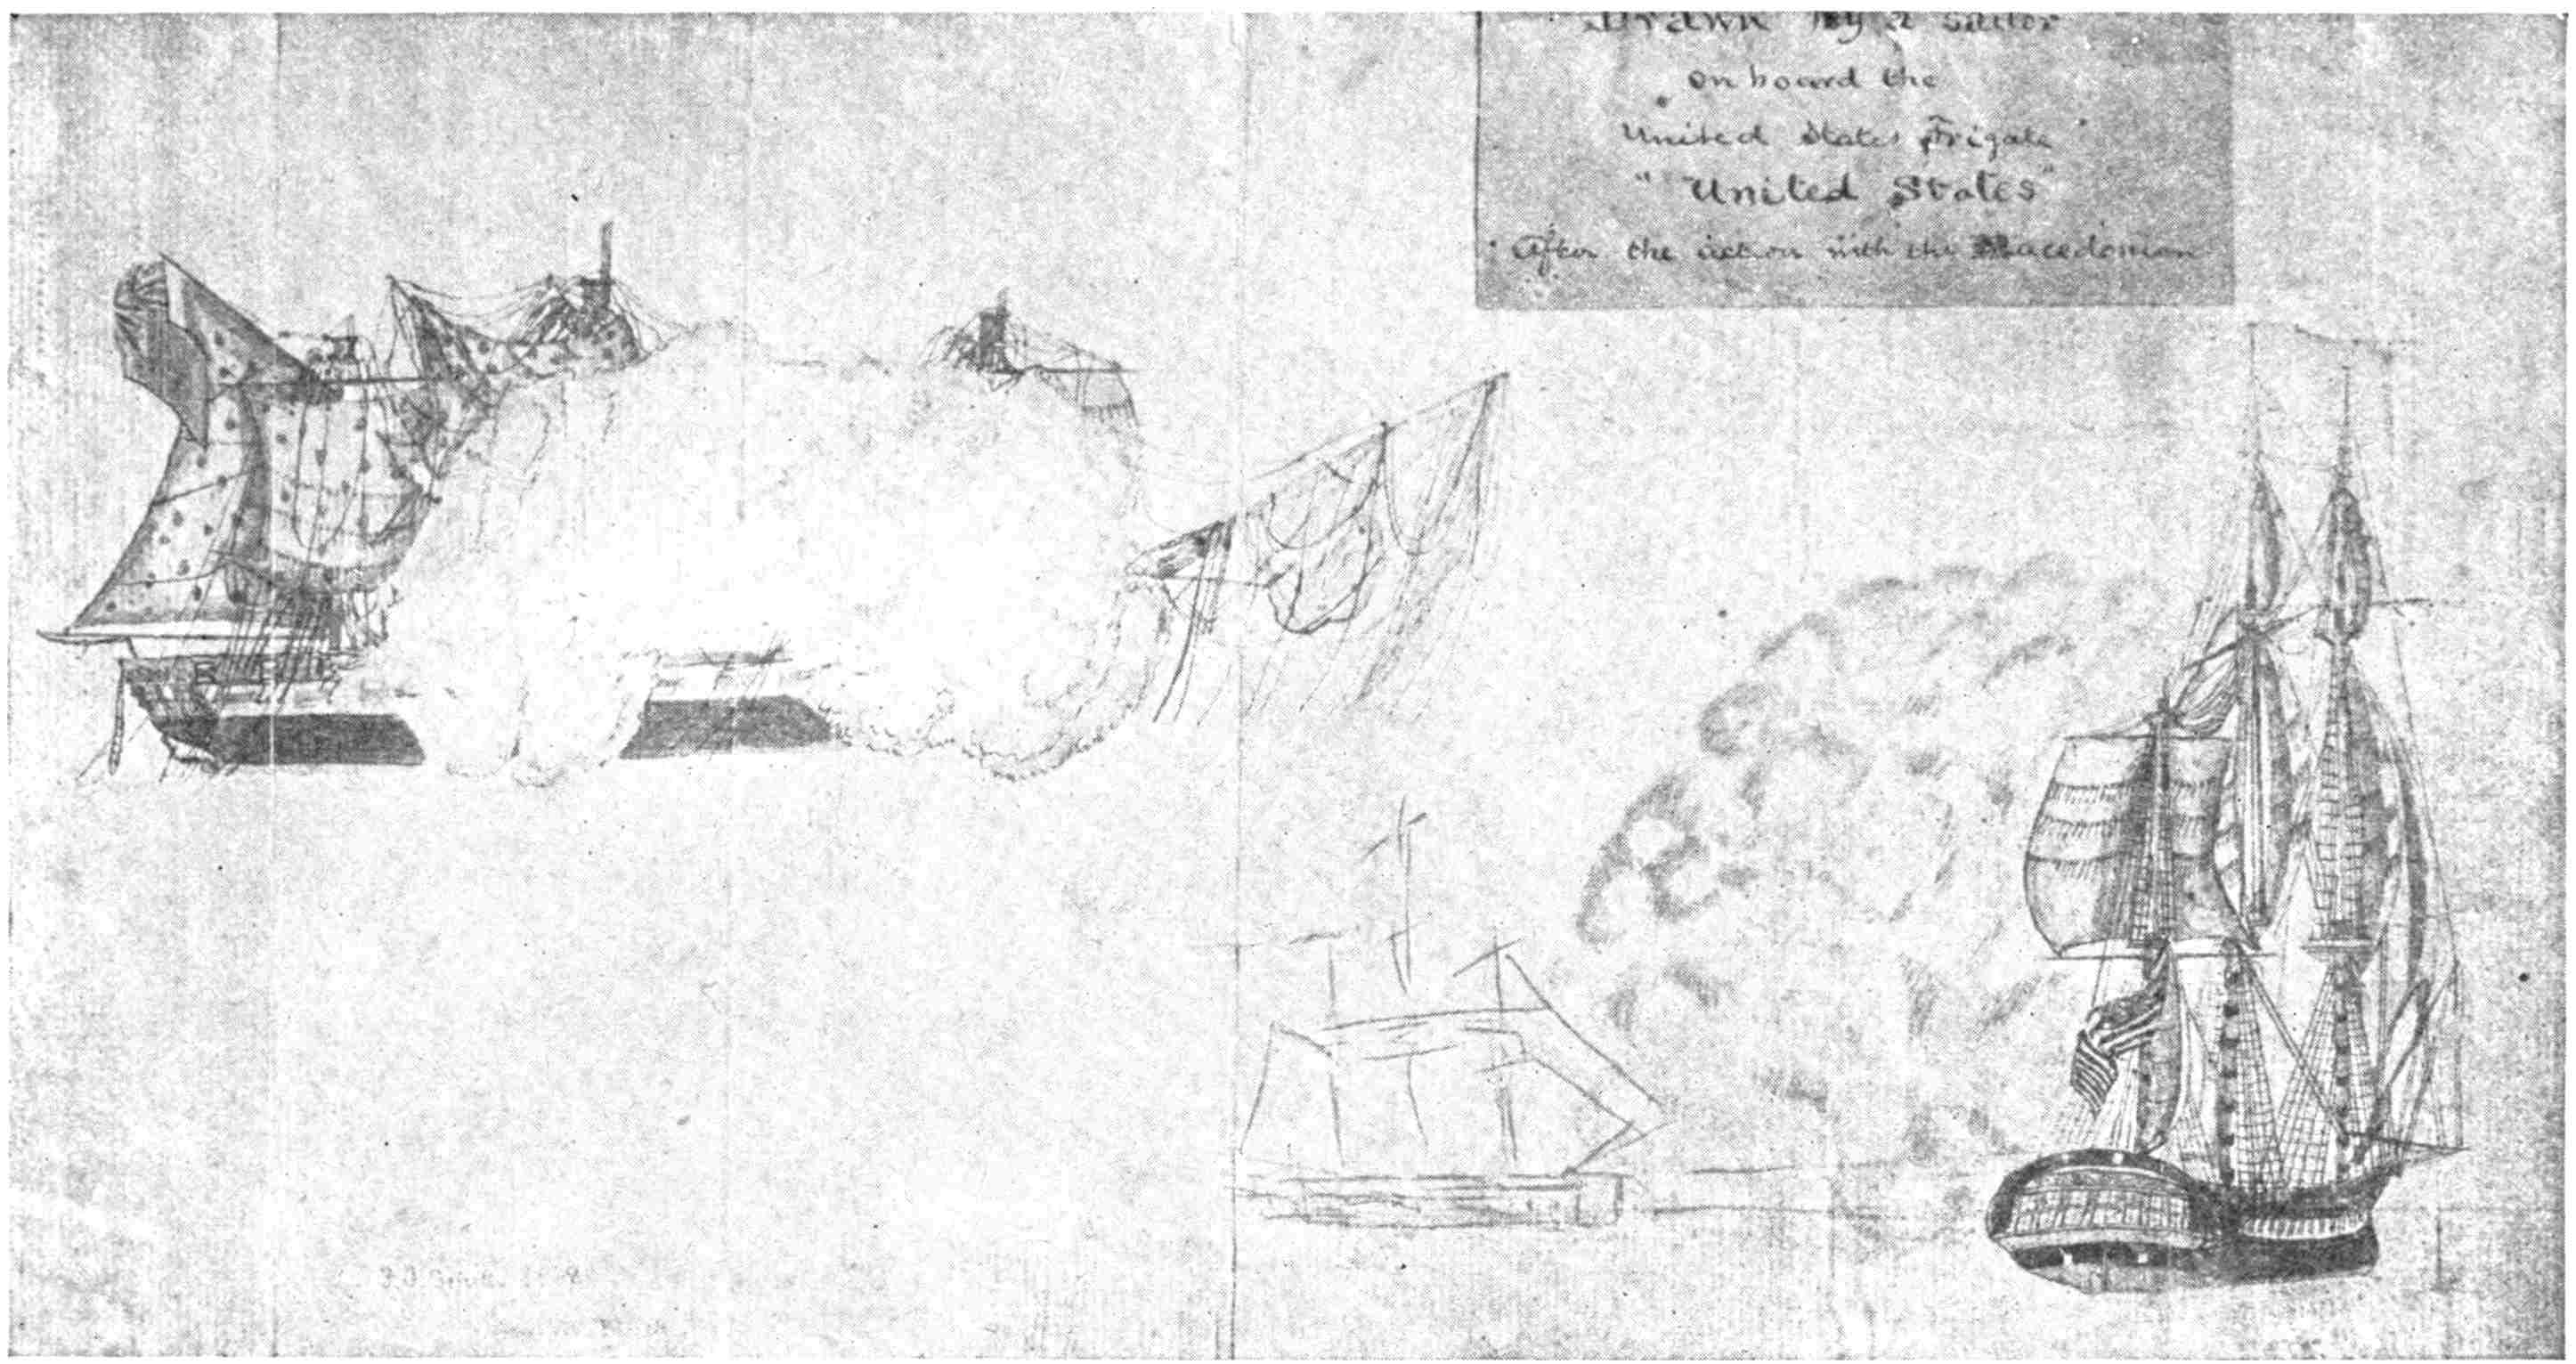 Drawn by a sailor
on board the
United States Frigate
"United States"
After the action with the Macedonian